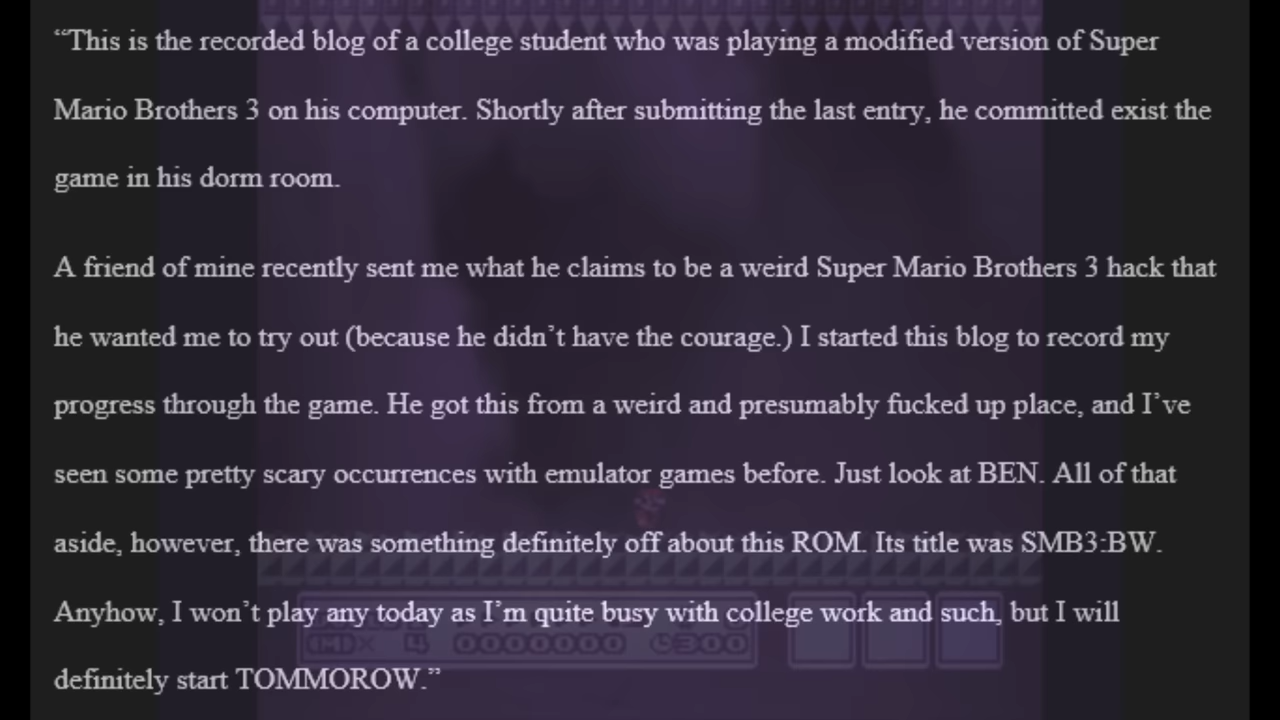 “This is the recorded blog of a college student who was playing a modified version of Super
Mario Brothers 3 on his computer. Shortly after submitting the last entry, he committed exist the
game in his dorm room.
A friend of mine recently sent me what he claims to be a weird Super Mario Brothers 3 hack that
he wanted me to try out (because he didn’t have the courage.) I started this blog to record my
progress through the game. He got this from a weird and presumably fucked up place, and I’ve
seen some pretty scary occurrences with emulator games before. Just look at BEN. All of that
aside, however, there was something definitely off about this ROM. Its title was SMB3:BW.
Anyhow, I won’t play any today as I’m quite busy with college work and such, but I will
definitely start TOMMOROW.”
(M)× 4 0000000 300